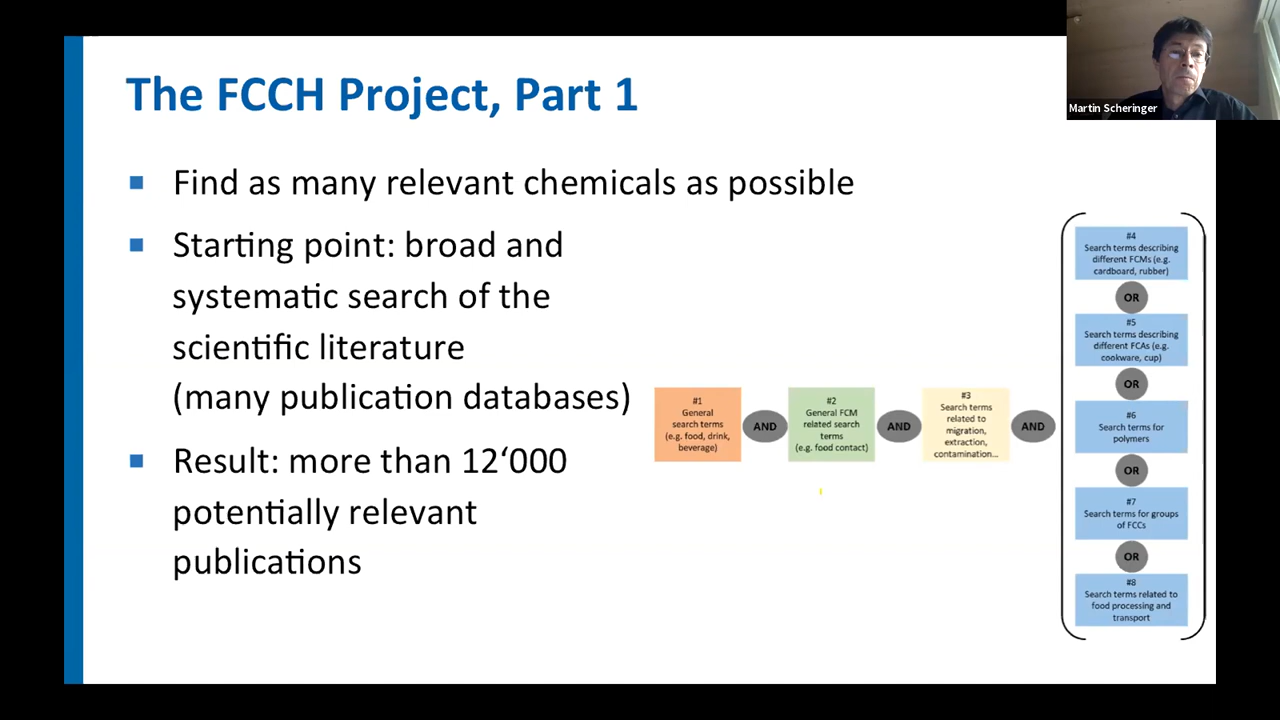 The FCCH Project, Part 1
Martin Scheringer
Find as many relevant chemicals as possible
Starting point: broad and
systematic search of the
scientific literature
(many publication databases)
Result: more than 12‘000
potentially relevant
publications
#1
General
search terms
(e.g. food, drink,
beverage)
AND
#2
General FCM
related search
terms
(e.g. food contact)
AND
#3
Search terms
related to
migration,
extraction,
contamination...
AND
#4
Search terms describing
different FCMs (e.g.
cardboard, rubber)
OR
#5
Search terms describing
different FCAs (e.g.
cookware, cup)
OR
#6
Search terms for
polymers
OR
#7
Search terms for groups
of FCCs
OR
#8
Search terms related to
food processing and
transport